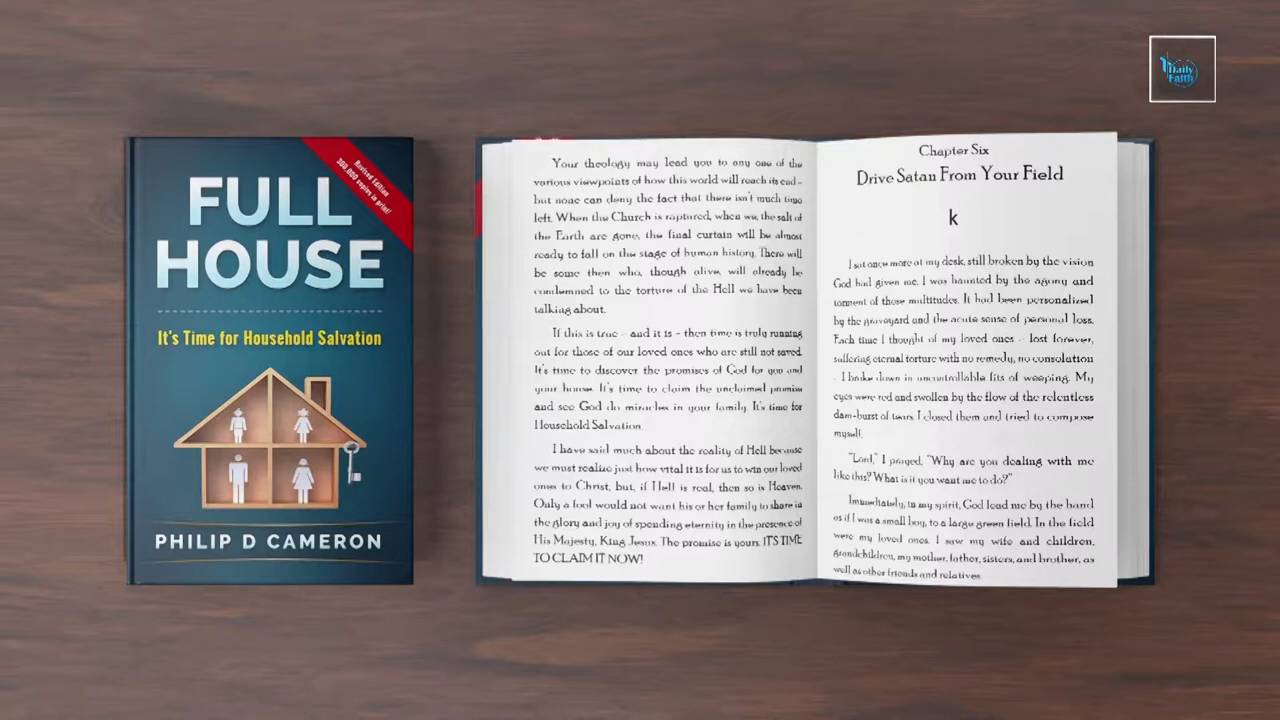 Daily
Faith
Revised Edition
300,000 copies in print!
FULL
HOUSE
It's Time for Household Salvation
PHILIP D CAMERON
Your theology may lead you to any one of the
various viewpoints of how this world will reach its end –
but none can deny the fact that there isn't much time
left. When the Church is raptured, when we, the salt of
the Earth are gone, the final curtain will be almost
ready to fall on the stage of human history. There will
be some then who, though alive, will already be
condemned to the torture of the Hell we have been
talking about.
If this is true – and it is – then time is truly running
out for those of our loved ones who are still not saved.
It's time to discover the promises of God for you and
your house. It's time to claim the unclaimed promise
and see God do miracles in your family. It's time for
Household Salvation.
I have said much about the reality of Hell because
we must realize just how vital it is for us to win our loved
ones to Christ, but, if Hell is real, then so is Heaven.
Only a fool would not want his or her family to share in
the glory and joy of spending eternity in the presence of
His Majesty, King Jesus. The promise is yours. IT'S TIME
TO CLAIM IT NOW!
Chapter Six
Drive Satan From Your Field
k
I sat once more at my desk, still broken by the vision
God had given me. I was haunted by the agony and
torment of those multitudes. It had been personalized
by the graveyard and the acute sense of personal loss.
Each time I thought of my loved ones – lost forever,
suffering eternal torture with no remedy, no consolation
– I broke down in uncontrollable fits of weeping. My
eyes were red and swollen by the flow of the relentless
dam-burst of tears. I closed them and tried to compose
myself.
"Lord," I prayed, "Why are you dealing with me
like this? What is it you want me to do?"
Immediately, in my spirit, God lead me by the hand
as if I was a small boy, to a large green field. In the field
were my loved ones. I saw my wife and children,
grandchildren, my mother, father, sisters, and brother, as
well as other friends and relatives.